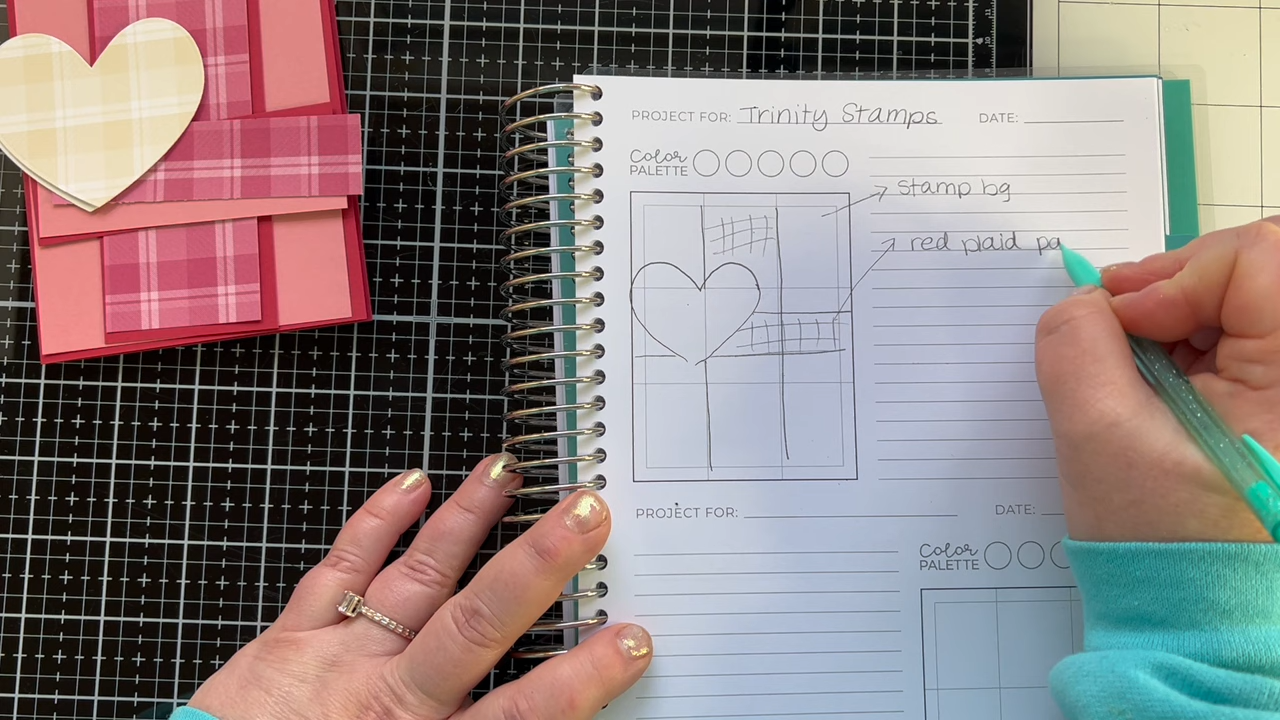 PROJECT FOR: Trinity Stamps DATE:
Color
PALETTE
stamp bg
red plaid pa
PROJECT FOR: DATE:
Color
PALETTE